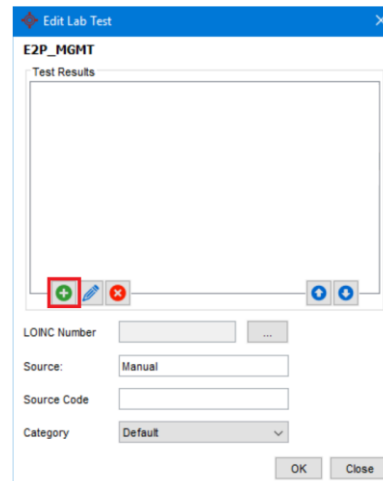 Edit Lab Test
E2P_MGMT
Test Results
LOINC Number
...
Source:
Manual
Source Code
Category
Default
OK
Close